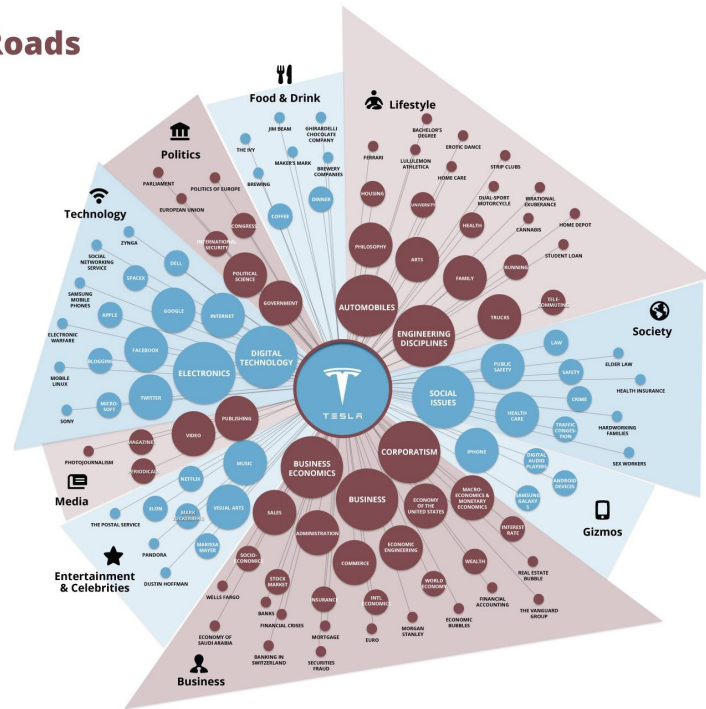 Roads
Food & Drink
JIM BEAM
GHIRARDELLI
CHOCOLATE
COMPANY
THE IVY
MAKER'S MARK
BREWERY
COMPANIES
BREWING
DINNER
COFFEE
Lifestyle
BACHELOR'S
DEGREE
EROTIC DANCE
FERRARI
LULULEMON
ATHLETICA
STRIP CLUBS
HOME CARE
HOUSING
DUAL-SPORT
MOTORCYCLE
IRRATIONAL
EXUBERANCE
UNIVERSITY
HEALTH
CANNABIS
HOME DEPOT
PHILOSOPHY
ARTS
STUDENT LOAN
FAMILY
RUNNING
AUTOMOBILES
TRUCKS
TELE-
COMMUTING
ENGINEERING
DISCIPLINES
Politics
PARLIAMENT
POLITICS OF EUROPE
EUROPEAN UNION
CONGRESS
INTERNATIONAL
SECURITY
POLITICAL
SCIENCE
GOVERNMENT
Technology
ZYNGA
SOCIAL
NETWORKING
SERVICE
DELL
SPACEX
SAMSUNG
MOBILE
PHONES
APPLE
GOOGLE
INTERNET
ELECTRONIC
WARFARE
FACEBOOK
DIGITAL
TECHNOLOGY
BLOGGING
ELECTRONICS
MOBILE
LINUX
TWITTER
MICRO-
SOFT
SONY
TESLA
Society
LAW
ELDER LAW
PUBLIC
SAFETY
SAFETY
HEALTH INSURANCE
SOCIAL
ISSUES
CRIME
HEALTH
CARE
HARDWORKING
FAMILIES
TRAFFIC
CONGES-
TION
SEX WORKERS
PUBLISHING
VIDEO
MAGAZINE
PHOTOJOURNALISM
PERIODICALS
Media
MUSIC
NETFLIX
ELON
VISUAL ARTS
MARK
ZUCKERBERG
THE POSTAL SERVICE
MARISSA
MAYER
PANDORA
DUSTIN HOFFMAN
Entertainment
& Celebrities
IPHONE
DIGITAL
AUDIO
PLAYERS
ANDROID
DEVICES
SAMSUNG
GALAXY
S
Gizmos
CORPORATISM
BUSINESS
ECONOMICS
BUSINESS
MACRO-
ECONOMICS &
MONETARY
ECONOMICS
ECONOMY
OF THE
UNITED STATES
SALES
ADMINISTRATION
INTEREST
RATE
ECONOMIC
ENGINEERING
COMMERCE
WEALTH
SOCIO-
ECONOMICS
REAL ESTATE
BUBBLE
STOCK
MARKET
WORLD
ECONOMY
WELLS FARGO
FINANCIAL
ACCOUNTING
INSURANCE
INTL
ECONOMICS
THE VANGUARD
GROUP
BANKS
FINANCIAL CRISES
ECONOMIC
BUBBLES
MORGAN
STANLEY
ECONOMY OF
SAUDI ARABIA
MORTGAGE
EURO
BANKING IN
SWITZERLAND
SECURITIES
FRAUD
Business